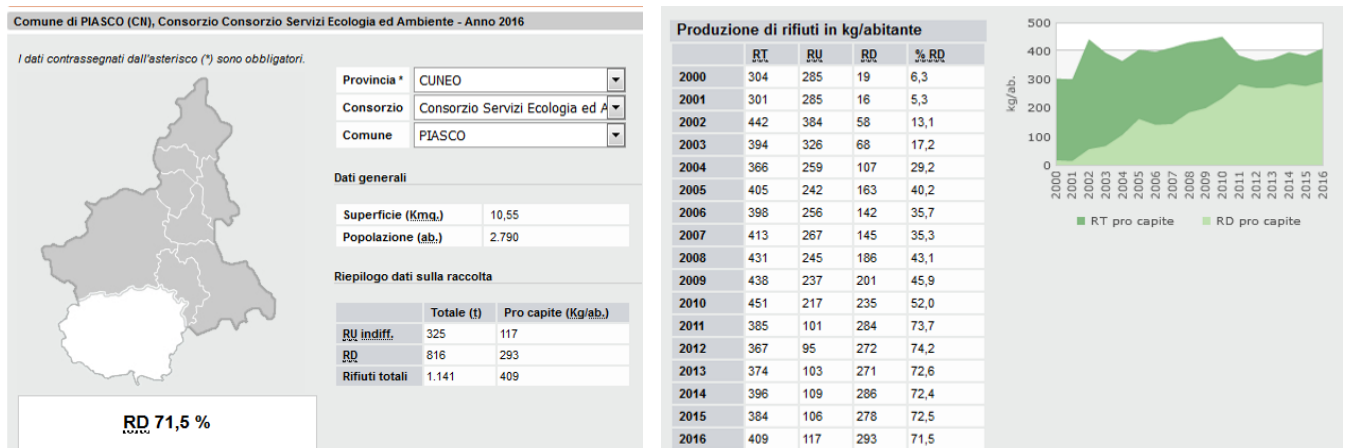 Comune di PIASCO (CN), Consorzio Consorzio Servizi Ecologia ed Ambiente - Anno 2016
I dati contrassegnati dall'asterisco (*) sono obbligatori.
Provincia * CUNEO
Consorzio Consorzio Servizi Ecologia ed A
Comune PIASCO
Dati generali
Superficie (Kmq.) 10,55
Popolazione (ab.) 2.790
Riepilogo dati sulla raccolta
Totale (t) Pro capite (Kg/ab.)
RU indiff. 325 117
RD 816 293
Rifiuti totali 1.141 409
RD 71,5 %
Produzione di rifiuti in kg/abitante
RT RU RD % RD
2000 304 285 19 6,3
2001 301 285 16 5,3
2002 442 384 58 13,1
2003 394 326 68 17,2
2004 366 259 107 29,2
2005 405 242 163 40,2
2006 398 256 142 35,7
2007 413 267 145 35,3
2008 431 245 186 43,1
2009 438 237 201 45,9
2010 451 217 235 52,0
2011 385 101 284 73,7
2012 367 95 272 74,2
2013 374 103 271 72,6
2014 396 109 286 72,4
2015 384 106 278 72,5
2016 409 117 293 71,5
kg/ab.
500
400
300
200
100
0
2000 2001 2002 2003 2004 2005 2006 2007 2008 2009 2010 2011 2012 2013 2014 2015 2016
RT pro capite RD pro capite